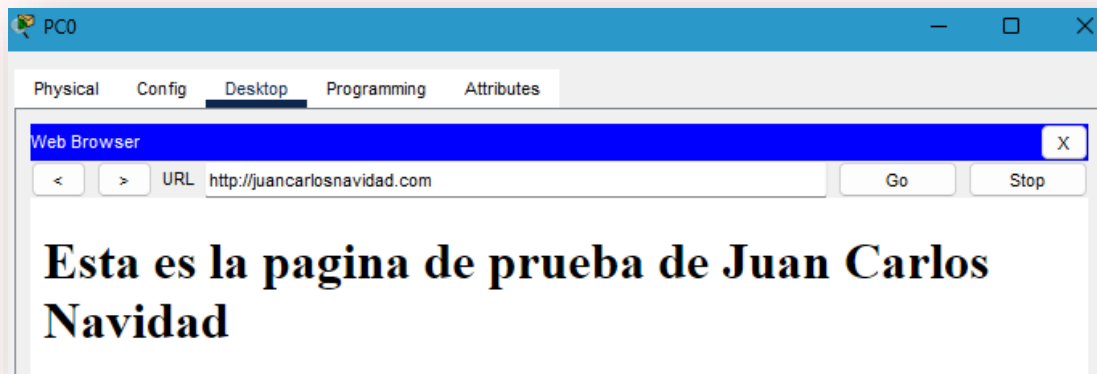 PC0
Physical Config Desktop Programming Attributes
Web Browser X
< > URL http://juancarlosnavidad.com Go Stop
Esta es la pagina de prueba de Juan Carlos
Navidad